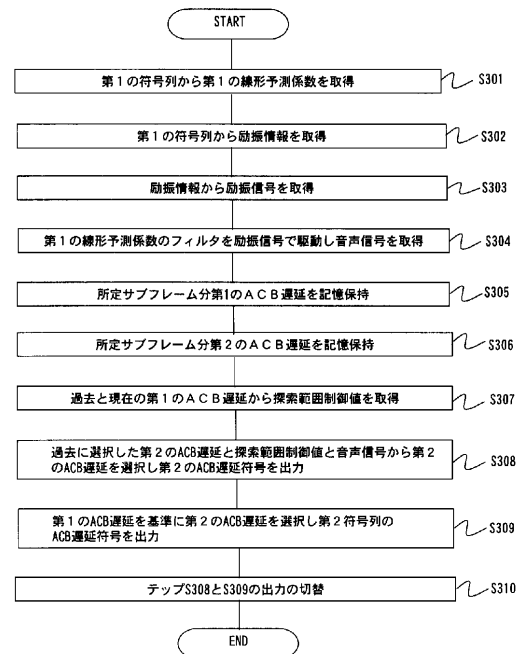 START
第1の符号列から第1の線形予測係数を取得
S301
第1の符号列から励振情報を取得
S302
励振情報から励振信号を取得
S303
第1の線形予測係数のフィルタを励振信号で駆動し音声信号を取得
S304
所定サブフレーム分第1のACB遅延を記憶保持
S305
所定サブフレーム分第2のACB遅延を記憶保持
S306
過去と現在の第1のACB遅延から探索範囲制御値を取得
S307
過去に選択した第2のACB遅延と探索範囲制御値と音声信号から第2
のACB遅延を選択し第2のACB遅延符号を出力
S308
第1のACB遅延を基準に第2のACB遅延を選択し第2符号列の
ACB遅延符号を出力
S309
テップS308とS309の出力の切替
S310
END